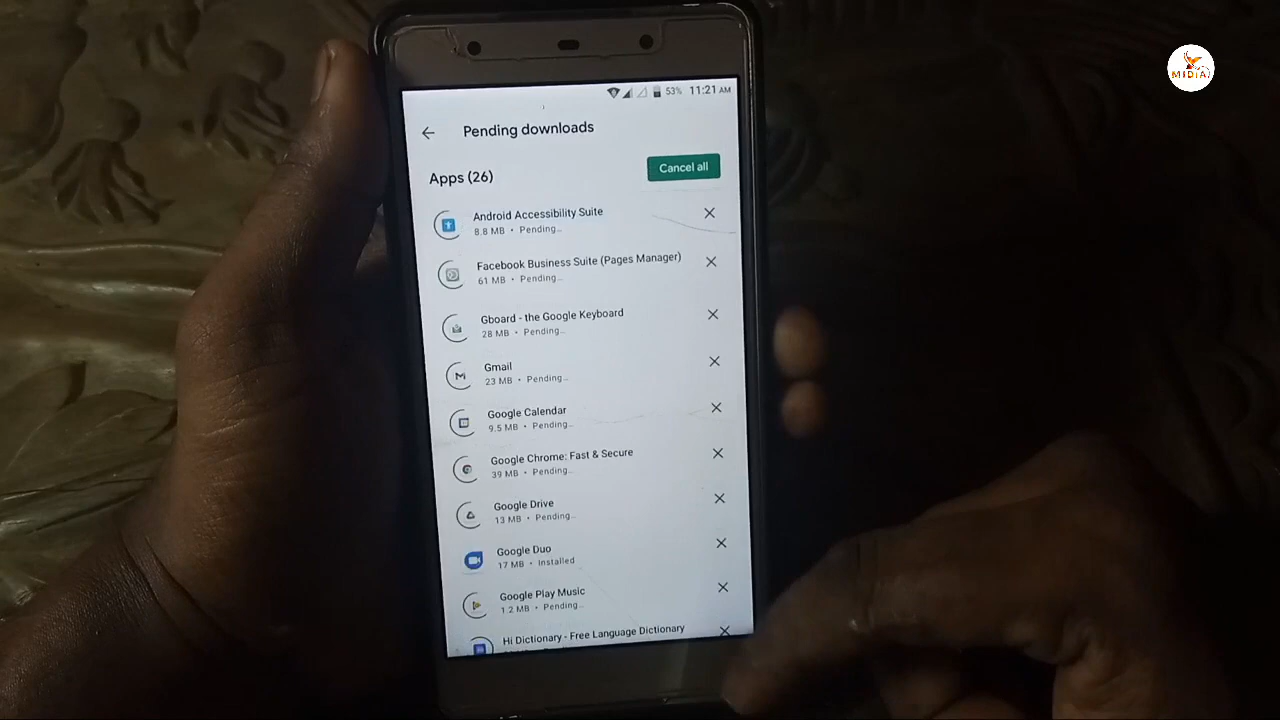 MIDIA
53% 11:21 AM
Pending downloads
Apps (26)
Cancel all
Android Accessibility Suite
8.8 MB • Pending...
Facebook Business Suite (Pages Manager)
61 MB • Pending...
Gboard - the Google Keyboard
28 MB • Pending...
Gmail
23 MB • Pending...
Google Calendar
9.5 MB • Pending...
Google Chrome: Fast & Secure
39 MB • Pending...
Google Drive
13 MB • Pending...
Google Duo
17 MB • Installed
Google Play Music
1.2 MB • Pending...
Hi Dictionary - Free Language Dictionary